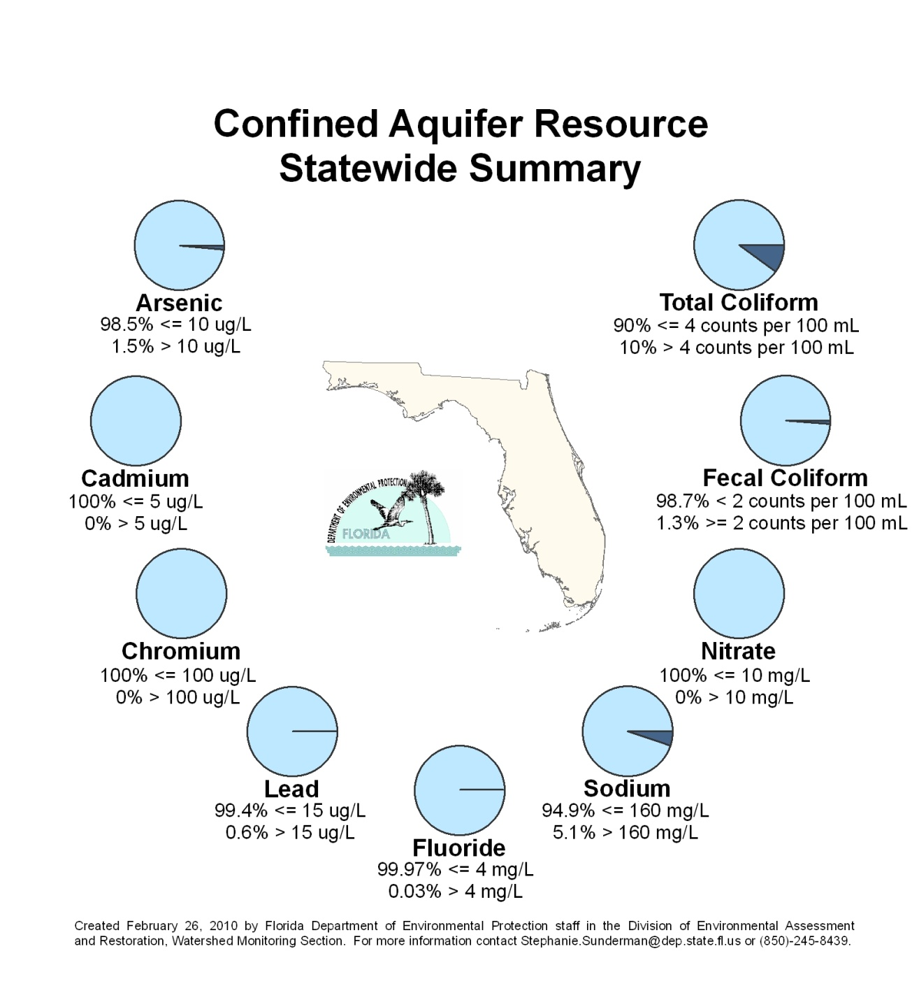 Confined Aquifer Resource
Statewide Summary
Arsenic
98.5% <= 10 ug/L
1.5% > 10 ug/L
Total Coliform
90% <= 4 counts per 100 mL
10% > 4 counts per 100 mL
Cadmium
100% <= 5 ug/L
0% > 5 ug/L
DEPARTMENT OF ENVIRONMENTAL PROTECTION
FLORIDA
Fecal Coliform
98.7% < 2 counts per 100 mL
1.3% >= 2 counts per 100 mL
Chromium
100% <= 100 ug/L
0% > 100 ug/L
Nitrate
100% <= 10 mg/L
0% > 10 mg/L
Lead
99.4% <= 15 ug/L
0.6% > 15 ug/L
Fluoride
99.97% <= 4 mg/L
0.03% > 4 mg/L
Sodium
94.9% <= 160 mg/L
5.1% > 160 mg/L
Created February 26, 2010 by Florida Department of Environmental Protection staff in the Division of Environmental Assessment
and Restoration, Watershed Monitoring Section. For more information contact Stephanie.Sunderman@dep.state.fl.us or (850)-245-8439.